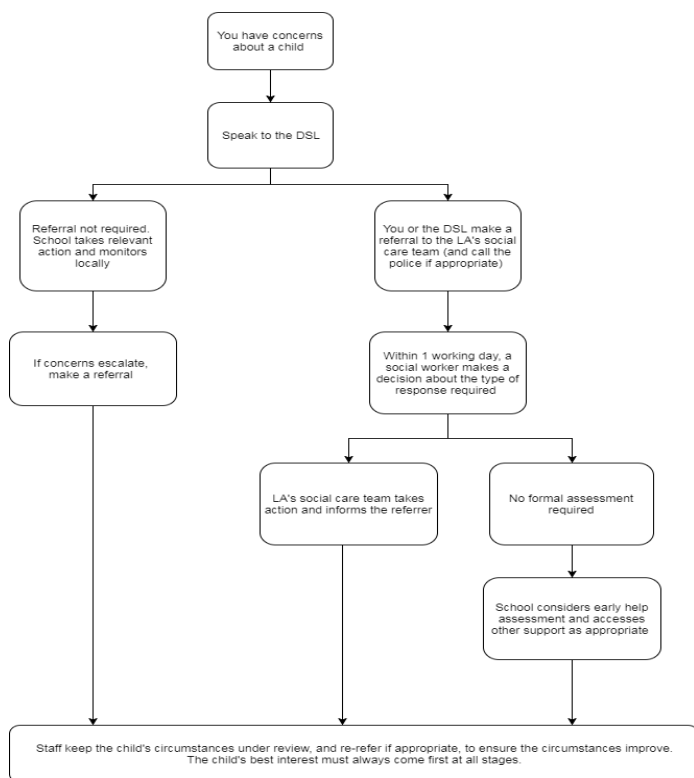 You have concerns
about a child
Speak to the DSL
Referral not required.
School takes relevant
action and monitors
locally
You or the DSL make a
referral to the LA's social
care team (and call the
police if appropriate)
If concerns escalate,
make a referral
Within 1 working day, a
social worker makes a
decision about the type of
response required
LA's social care team takes
action and informs the referrer
No formal assessment
required
School considers early help
assessment and accesses
other support as appropriate
Staff keep the child's circumstances under review, and re-refer if appropriate, to ensure the circumstances improve.
The child's best interest must always come first at all stages.